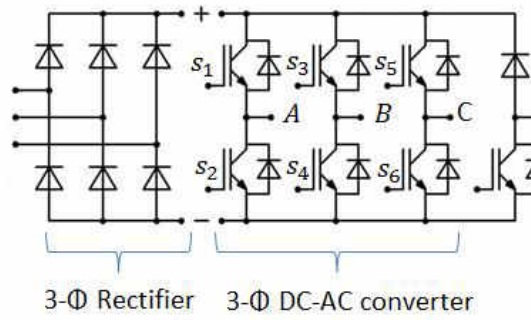 +
s₁ s₃ s₅
A B C
s₂ s₄ s₆
−
3-Φ Rectifier 3-Φ DC-AC converter